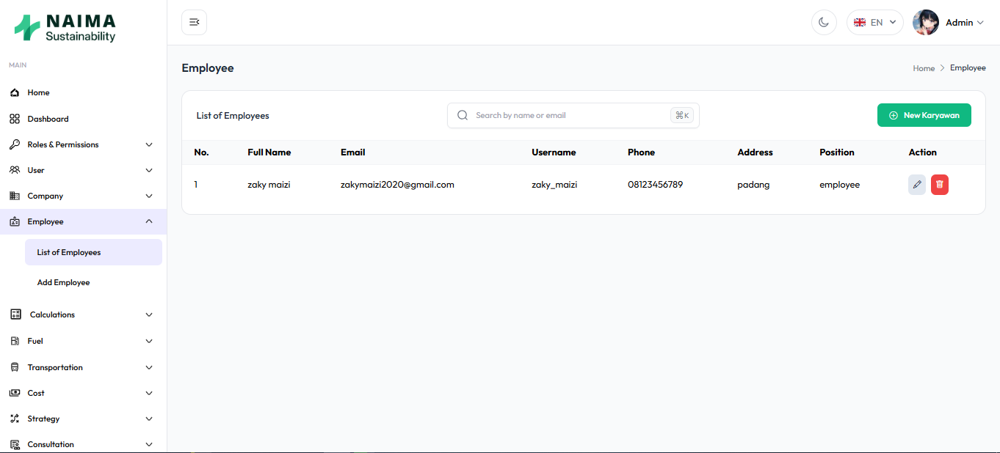 NAIMA
Sustainability
EN
Admin
MAIN
Home
Dashboard
Roles & Permissions
User
Company
Employee
List of Employees
Add Employee
Calculations
Fuel
Transportation
Cost
Strategy
Consultation
Employee
Home > Employee
List of Employees
Search by name or email
⌘K
New Karyawan
No. Full Name Email Username Phone Address Position Action
1 zaky maizi zakymaizi2020@gmail.com zaky_maizi 08123456789 padang employee